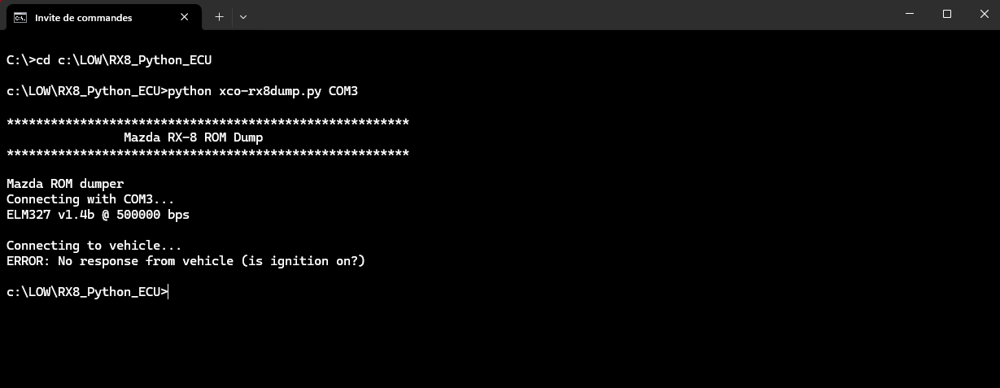 Invite de commandes
C:\>cd c:\LOW\RX8_Python_ECU
c:\LOW\RX8_Python_ECU>python xco-rx8dump.py COM3
*******************************************************
Mazda RX-8 ROM Dump
*******************************************************
Mazda ROM dumper
Connecting with COM3...
ELM327 v1.4b @ 500000 bps
Connecting to vehicle...
ERROR: No response from vehicle (is ignition on?)
c:\LOW\RX8_Python_ECU>